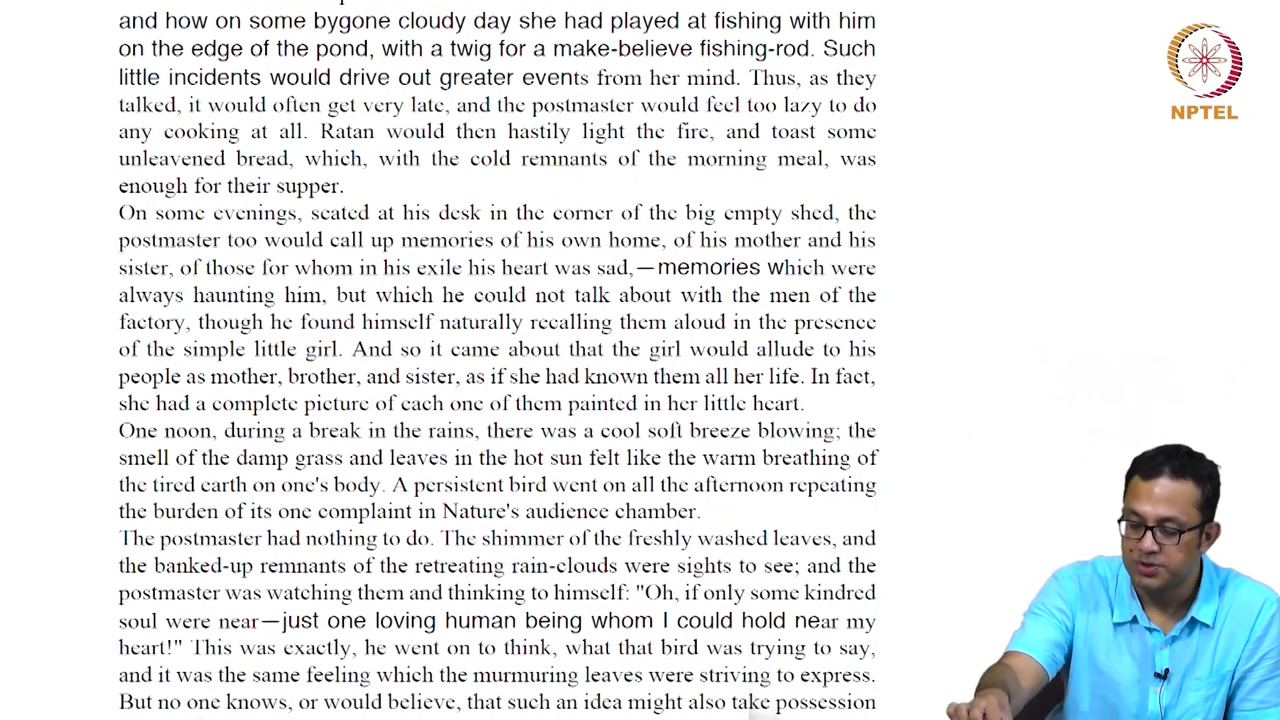 and how on some bygone cloudy day she had played at fishing with him
on the edge of the pond, with a twig for a make-believe fishing-rod. Such
little incidents would drive out greater events from her mind. Thus, as they
talked, it would often get very late, and the postmaster would feel too lazy to do
any cooking at all. Ratan would then hastily light the fire, and toast some
unleavened bread, which, with the cold remnants of the morning meal, was
enough for their supper.
On some evenings, seated at his desk in the corner of the big empty shed, the
postmaster too would call up memories of his own home, of his mother and his
sister, of those for whom in his exile his heart was sad,—memories which were
always haunting him, but which he could not talk about with the men of the
factory, though he found himself naturally recalling them aloud in the presence
of the simple little girl. And so it came about that the girl would allude to his
people as mother, brother, and sister, as if she had known them all her life. In fact,
she had a complete picture of each one of them painted in her little heart.
One noon, during a break in the rains, there was a cool soft breeze blowing; the
smell of the damp grass and leaves in the hot sun felt like the warm breathing of
the tired earth on one's body. A persistent bird went on all the afternoon repeating
the burden of its one complaint in Nature's audience chamber.
The postmaster had nothing to do. The shimmer of the freshly washed leaves, and
the banked-up remnants of the retreating rain-clouds were sights to see; and the
postmaster was watching them and thinking to himself: "Oh, if only some kindred
soul were near—just one loving human being whom I could hold near my
heart!" This was exactly, he went on to think, what that bird was trying to say,
and it was the same feeling which the murmuring leaves were striving to express.
But no one knows, or would believe, that such an idea might also take possession
NPTEL